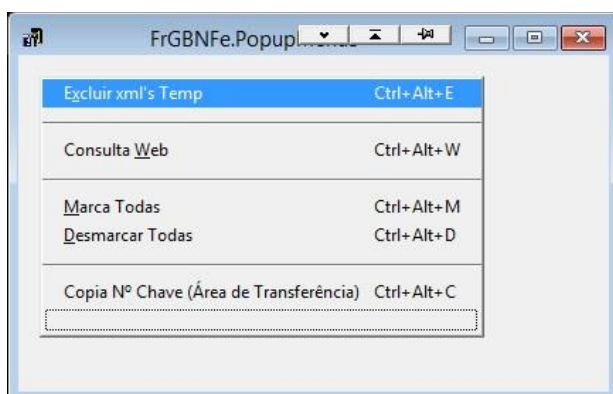 FrGBNFe.Popup
Excluir xml's Temp Ctrl+Alt+E
Consulta Web Ctrl+Alt+W
Marca Todas Ctrl+Alt+M
Desmarcar Todas Ctrl+Alt+D
Copia Nº Chave (Área de Transferência) Ctrl+Alt+C